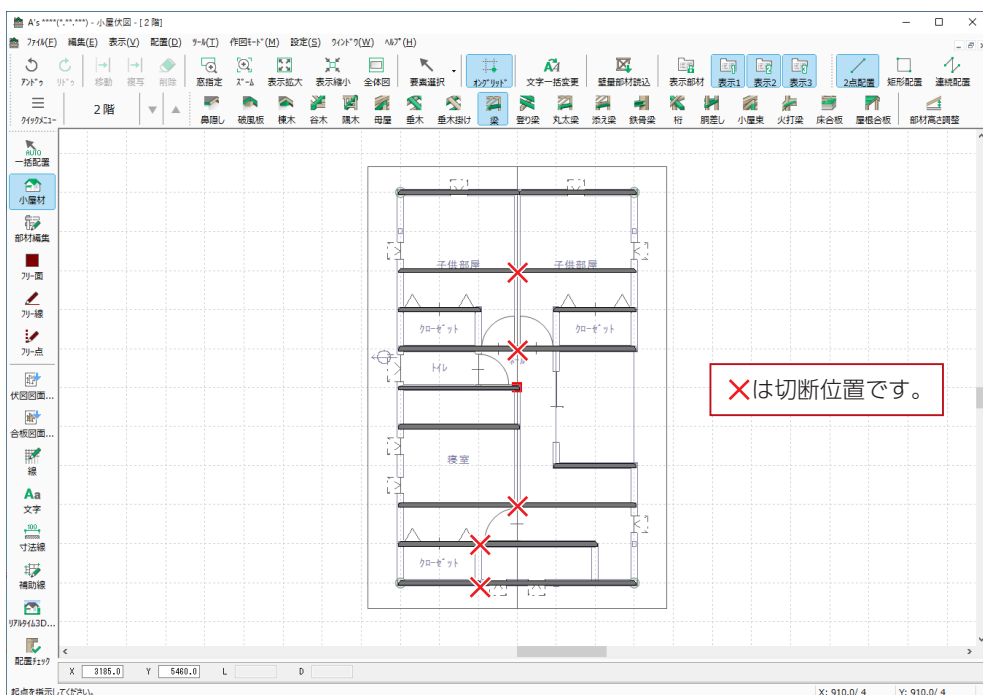 A's ****(*.**.***) - 小屋伏図 - [2 階]
ﾌｧｲﾙ(F) 編集(E) 表示(V) 配置(D) ﾂｰﾙ(T) 作図ﾓｰﾄﾞ(M) 設定(S) ｳｨﾝﾄﾞｳ(W) ﾍﾙﾌﾟ(H)
ｱﾝﾄﾞｩ ﾘﾄﾞｩ 移動 複写 削除 窓指定 ｽﾞｰﾑ 表示拡大 表示縮小 全体図 要素選択 ｵﾝｸﾞﾘｯﾄﾞ 文字一括変更 壁量部材読込 表示部材 表示1 表示2 表示3 2点配置 矩形配置 連続配置
ｸｲｯｸﾒﾆｭｰ 2 階 ▼ ▲ 鼻隠し 破風板 棟木 谷木 隅木 母屋 垂木 垂木掛け 梁 登り梁 丸太梁 添え梁 鉄骨梁 桁 胴差し 小屋束 火打梁 床合板 屋根合板 部材高さ調整
AUTO
一括配置
小屋材
部材編集
ﾌﾘｰ面
ﾌﾘｰ線
ﾌﾘｰ点
伏図図面...
合板図面...
線
Aa
文字
100
寸法線
補助線
ﾘｱﾙﾀｲﾑ3D...
配置ﾁｪｯｸ
子供部屋 子供部屋
ｸﾛｰｾﾞｯﾄ ｸﾛｰｾﾞｯﾄ
ﾄｲﾚ
寝室
ｸﾛｰｾﾞｯﾄ
×は切断位置です。
X 3185.0 Y 5460.0 L D
起点を指示してください。 X: 910.0/ 4 Y: 910.0/ 4